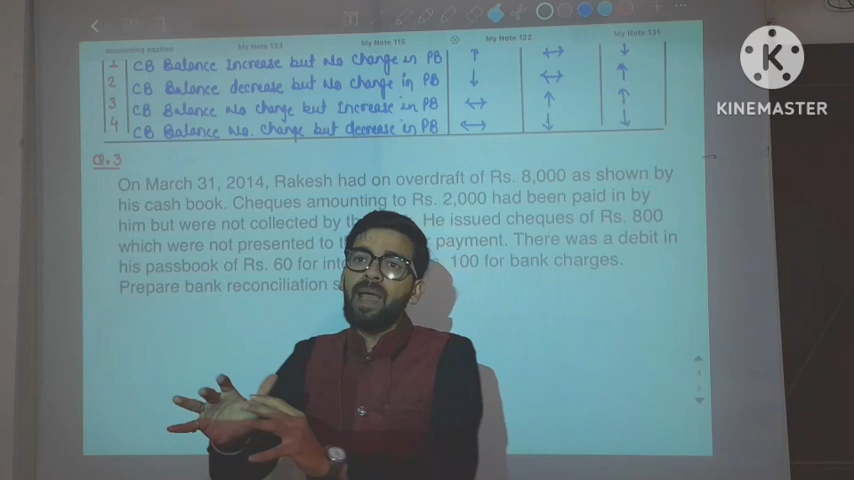 Accounting equation My Note 133 My Note 115 My Note 122 My Note 121
1 CB Balance Increase but No change in PB ↑ ↔ ↓
2 CB Balance decrease but No change in PB ↓ ↔ ↑
3 CB Balance no change but Increase in PB ↔ ↑ ↑
4 CB Balance No. change but decrease in PB ↔ ↓ ↓
K
KINEMASTER
Q.3
On March 31, 2014, Rakesh had on overdraft of Rs. 8,000 as shown by
his cash book. Cheques amounting to Rs. 2,000 had been paid in by
him but were not collected by He issued cheques of Rs. 800
which were not presented to payment. There was a debit in
his passbook of Rs. 60 for 100 for bank charges.
Prepare bank reconciliation